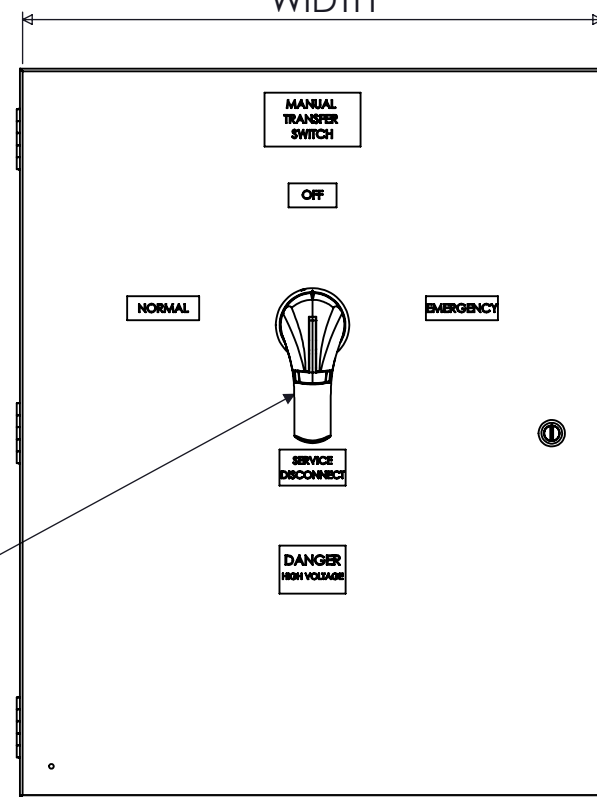 WIDTH
MANUAL
TRANSFER
SWITCH
OFF
NORMAL
EMERGENCY
SERVICE
DISCONNECT
DANGER
HIGH VOLTAGE